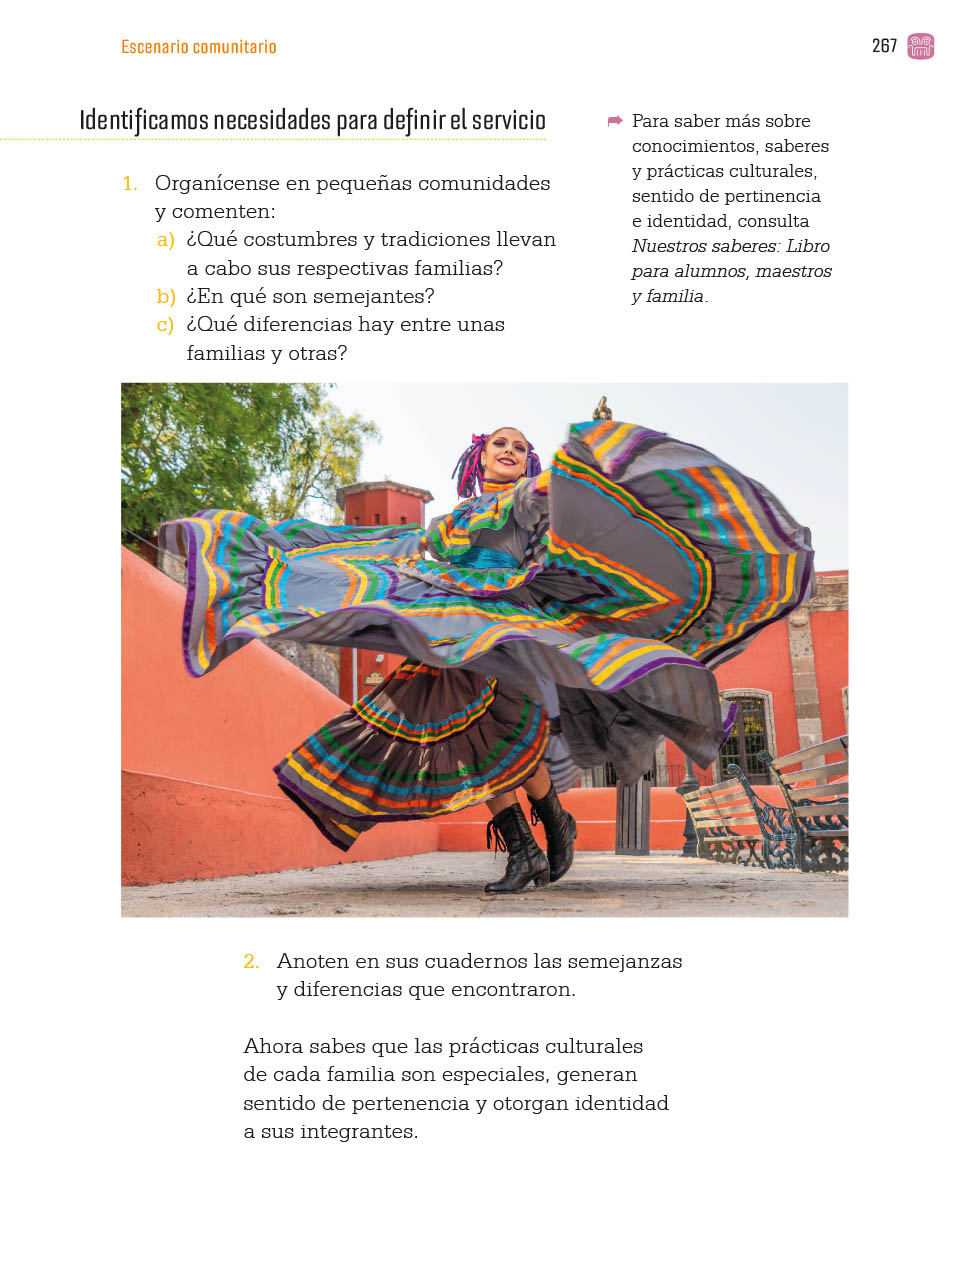 Escenario comunitario
267
Identificamos necesidades para definir el servicio
1. Organícense en pequeñas comunidades
y comenten:
a) ¿Qué costumbres y tradiciones llevan
a cabo sus respectivas familias?
b) ¿En qué son semejantes?
c) ¿Qué diferencias hay entre unas
familias y otras?
Para saber más sobre
conocimientos, saberes
y prácticas culturales,
sentido de pertinencia
e identidad, consulta
Nuestros saberes: Libro
para alumnos, maestros
y familia.
2. Anoten en sus cuadernos las semejanzas
y diferencias que encontraron.
Ahora sabes que las prácticas culturales
de cada familia son especiales, generan
sentido de pertenencia y otorgan identidad
a sus integrantes.